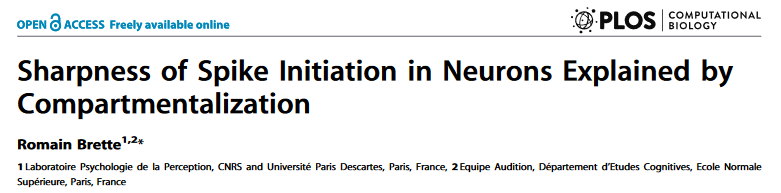 OPEN ACCESS Freely available online
PLOS COMPUTATIONAL BIOLOGY
Sharpness of Spike Initiation in Neurons Explained by
Compartmentalization
Romain Brette1,2*
1 Laboratoire Psychologie de la Perception, CNRS and Université Paris Descartes, Paris, France, 2 Equipe Audition, Département d'Etudes Cognitives, Ecole Normale
Supérieure, Paris, France